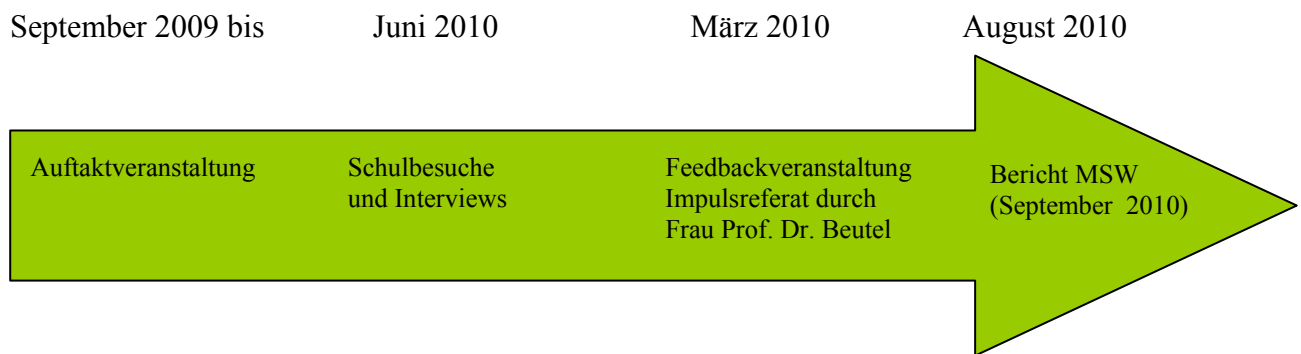 September 2009 bis Juni 2010 März 2010 August 2010
Auftaktveranstaltung
Schulbesuche
und Interviews
Feedbackveranstaltung
Impulsreferat durch
Frau Prof. Dr. Beutel
Bericht MSW
(September 2010)